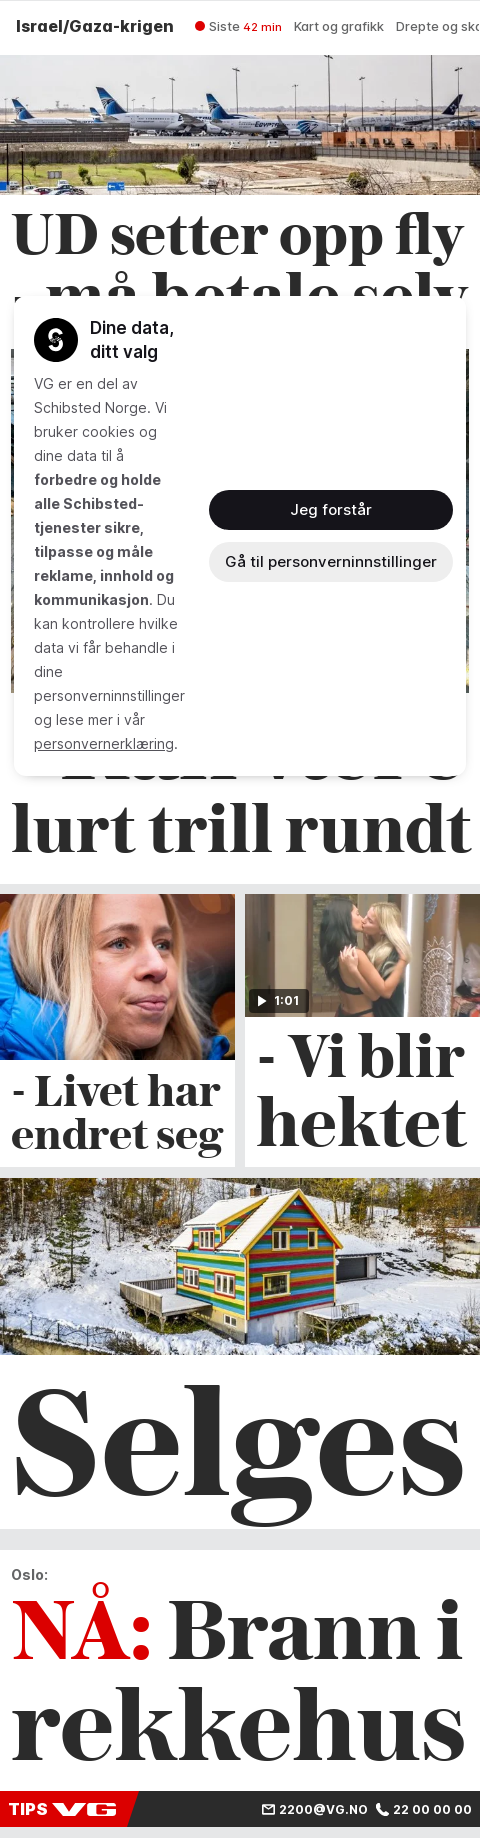 Israel/Gaza-krigen
Siste 42 min Kart og grafikk Drepte og ska
UD setter opp fly
- må betale selv
Dine data,
ditt valg
VG er en del av
Schibsted Norge. Vi
bruker cookies og
dine data til å
forbedre og holde
alle Schibsted-
tjenester sikre,
tilpasse og måle
reklame, innhold og
kommunikasjon. Du
kan kontrollere hvilke
data vi får behandle i
dine
personverninnstillinger
og lese mer i vår
personvernerklæring.
Jeg forstår
Gå til personverninnstillinger
lurt trill rundt
- Livet har
endret seg
1:01
- Vi blir
hektet
Selges
Oslo:
NÅ: Brann i
rekkehus
TIPS VG
2200@VG.NO 22 00 00 00